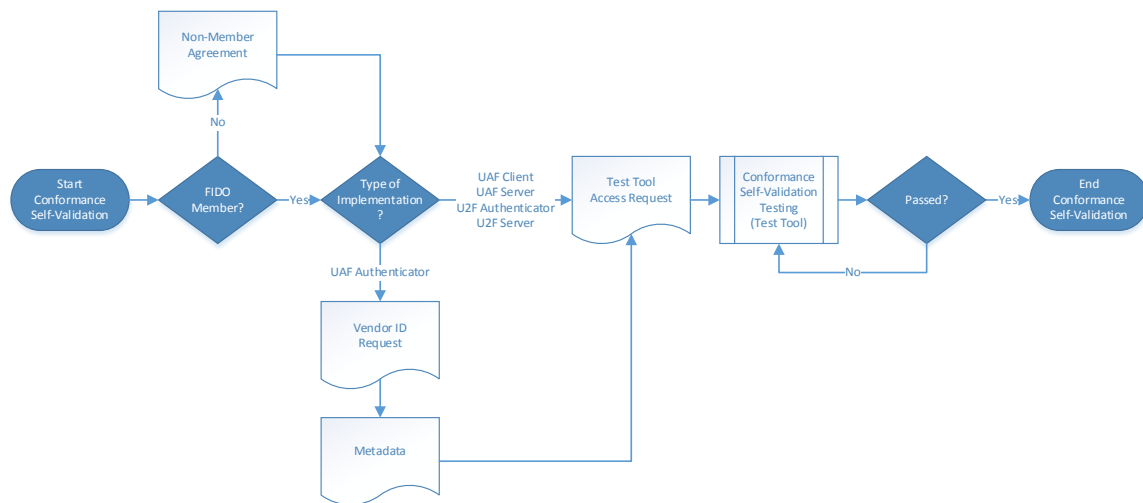 Non-Member
Agreement
No
Start
Conformance
Self-Validation
FIDO
Member?
Yes
Type of
Implementation
?
UAF Client
UAF Server
U2F Authenticator
U2F Server
Test Tool
Access Request
Conformance
Self-Validation
Testing
(Test Tool)
Passed?
Yes
End
Conformance
Self-Validation
No
UAF Authenticator
Vendor ID
Request
Metadata